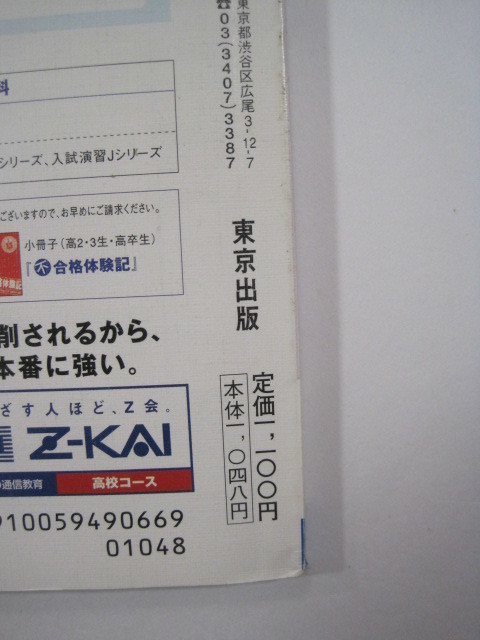 東京都渋谷区広尾3-12-7
☎03(3407)3387
東京出版
定価一,一〇〇円
本体一,〇四八円
料
シリーズ、入試演習Jシリーズ
ございますので、お早めにご請求ください。
小冊子(高2・3生・高卒生)
『㊅合格体験記』
削されるから、
本番に強い。
ざす人ほど、Z会。
Z-KAI
通信教育
高校コース
910059490669
01048